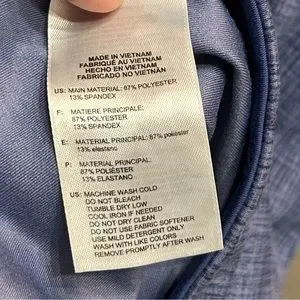 MADE IN VIETNAM
FABRIQUÉ AU VIETNAM
HECHO EN VIETNAM
FABRICADO NO VIETNÃN
US: MAIN MATERIAL: 87% POLYESTER
13% SPANDEX
F: MATIERE PRINCIPALE:
87% POLYESTER
13% SPANDEX
E: MATERIAL PRINCIPAL: 87% poliéster
13% elastano
P: MATERIAL PRINCIPAL:
87% POLIÉSTER
13% ELASTANO
US: MACHINE WASH COLD
DO NOT BLEACH
TUMBLE DRY LOW
COOL IRON IF NEEDED
DO NOT DRY CLEAN
DO NOT USE FABRIC SOFTENER
USE MILD DETERGENT ONLY
WASH WITH LIKE COLORS
REMOVE PROMPTLY AFTER WASH